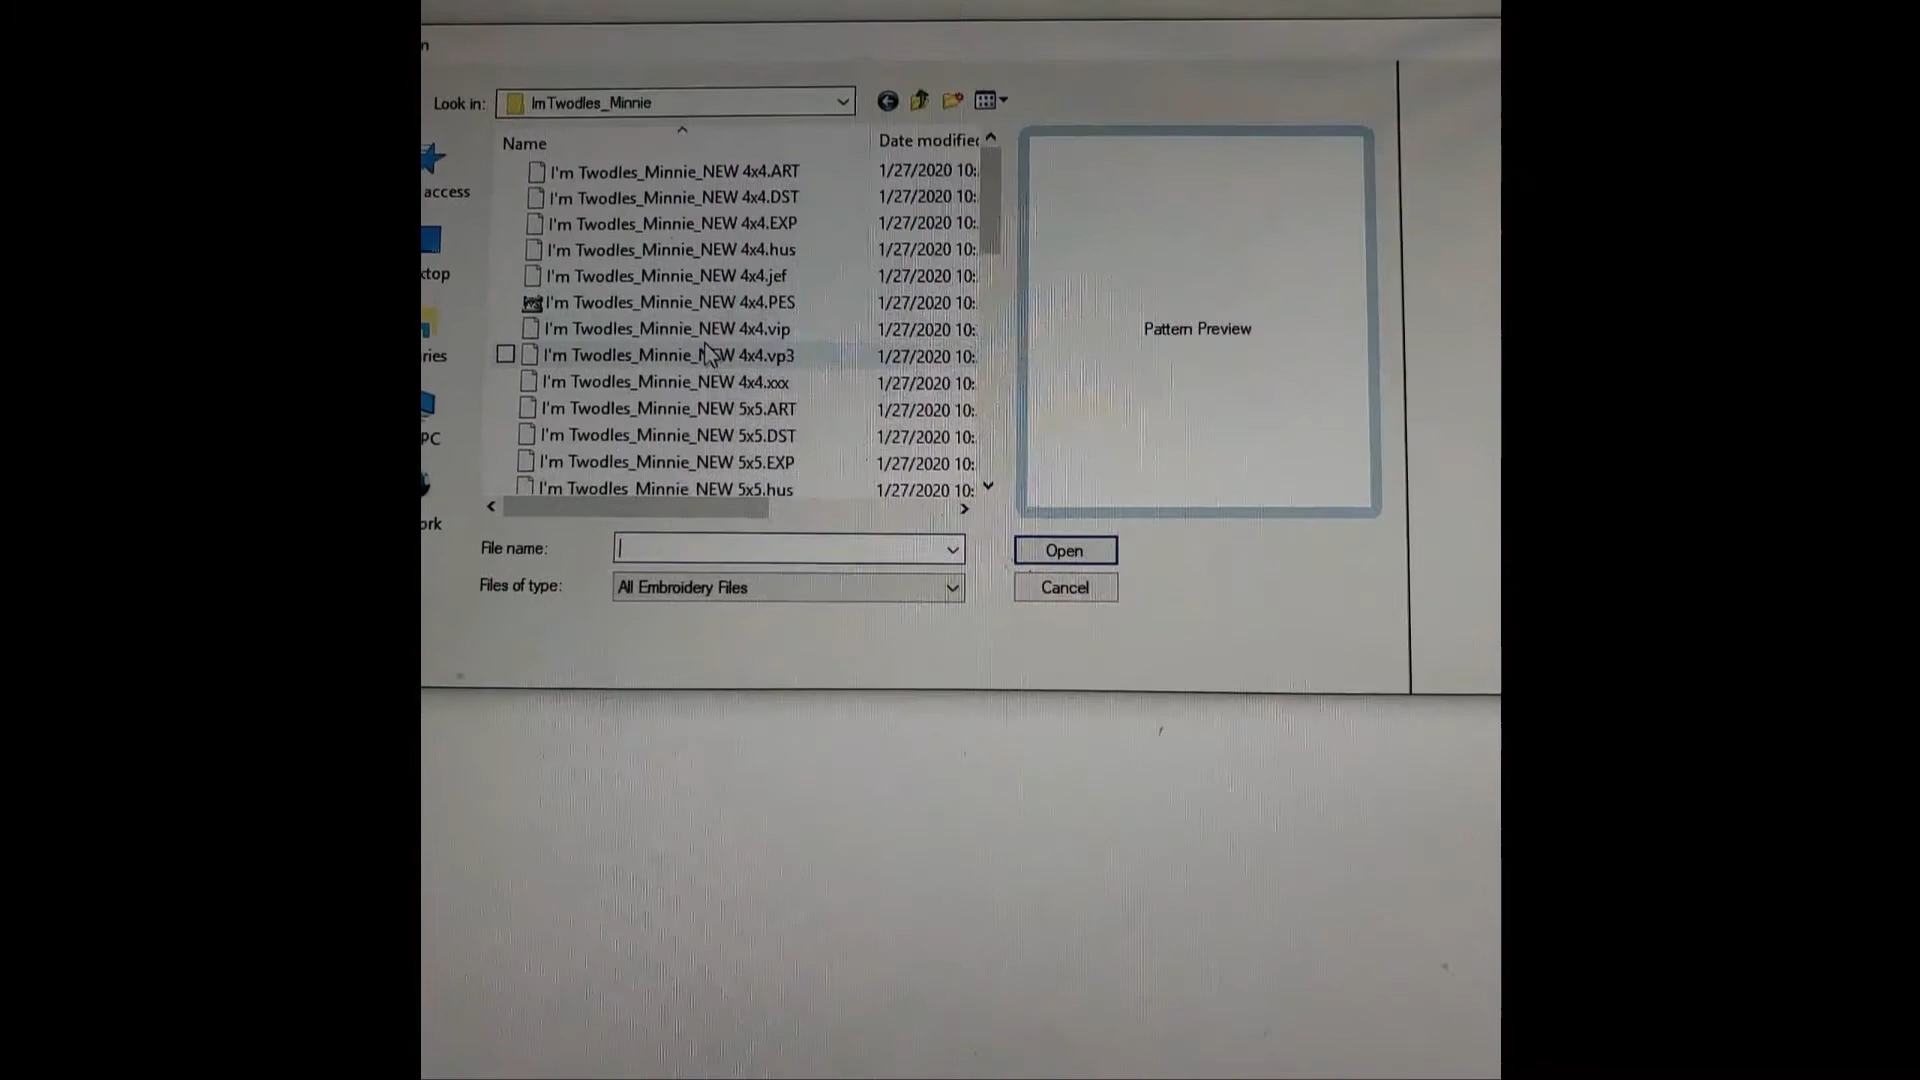 n
Look in: ImTwodles_Minnie
Name Date modified
access
I'm Twodles_Minnie_NEW 4x4.ART 1/27/2020 10:
I'm Twodles_Minnie_NEW 4x4.DST 1/27/2020 10:
I'm Twodles_Minnie_NEW 4x4.EXP 1/27/2020 10:
I'm Twodles_Minnie_NEW 4x4.hus 1/27/2020 10:
ktop
I'm Twodles_Minnie_NEW 4x4.jef 1/27/2020 10:
I'm Twodles_Minnie_NEW 4x4.PES 1/27/2020 10:
I'm Twodles_Minnie_NEW 4x4.vip 1/27/2020 10:
ries
I'm Twodles_Minnie_NEW 4x4.vp3 1/27/2020 10:
I'm Twodles_Minnie_NEW 4x4.xxx 1/27/2020 10:
I'm Twodles_Minnie_NEW 5x5.ART 1/27/2020 10:
PC
I'm Twodles_Minnie_NEW 5x5.DST 1/27/2020 10:
I'm Twodles_Minnie_NEW 5x5.EXP 1/27/2020 10:
I'm Twodles_Minnie_NEW 5x5.hus 1/27/2020 10:
ork
Pattern Preview
File name: Open
Files of type: All Embroidery Files Cancel